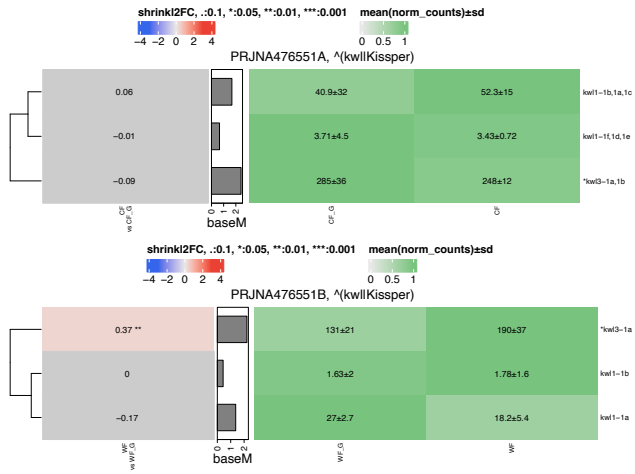 shrinkl2FC, .:0.1, *:0.05, **:0.01, ***:0.001 mean(norm_counts)±sd
−4 −2 0 2 4 0 0.5 1
PRJNA476551A, ^(kwl|Kissper)
0.06 40.9±32 52.3±15 kwl1−1b,1a,1c
−0.01 3.71±4.5 3.43±0.72 kwl1−1f,1d,1e
−0.09 285±36 248±12 *kwl3−1a,1b
CF
vs CF_G
0 1 2
baseM
CF_G
CF
shrinkl2FC, .:0.1, *:0.05, **:0.01, ***:0.001 mean(norm_counts)±sd
−4 −2 0 2 4 0 0.5 1
PRJNA476551B, ^(kwl|Kissper)
0.37 ** 131±21 190±37 *kwl3−1a
0 1.63±2 1.78±1.6 kwl1−1b
−0.17 27±2.7 18.2±5.4 kwl1−1a
WF
vs WF_G
0 1 2
baseM
WF_G
WF